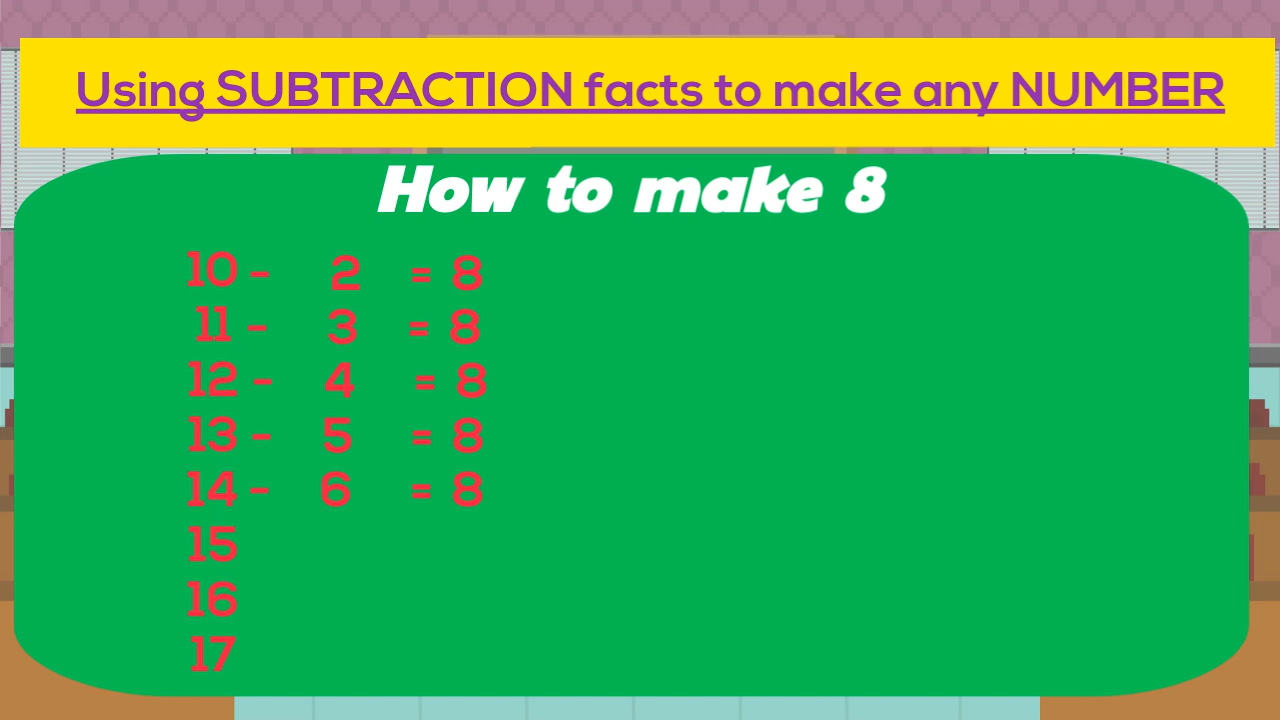 Using SUBTRACTION facts to make any NUMBER
How to make 8
10 - 2 = 8
11 - 3 = 8
12 - 4 = 8
13 - 5 = 8
14 - 6 = 8
15
16
17